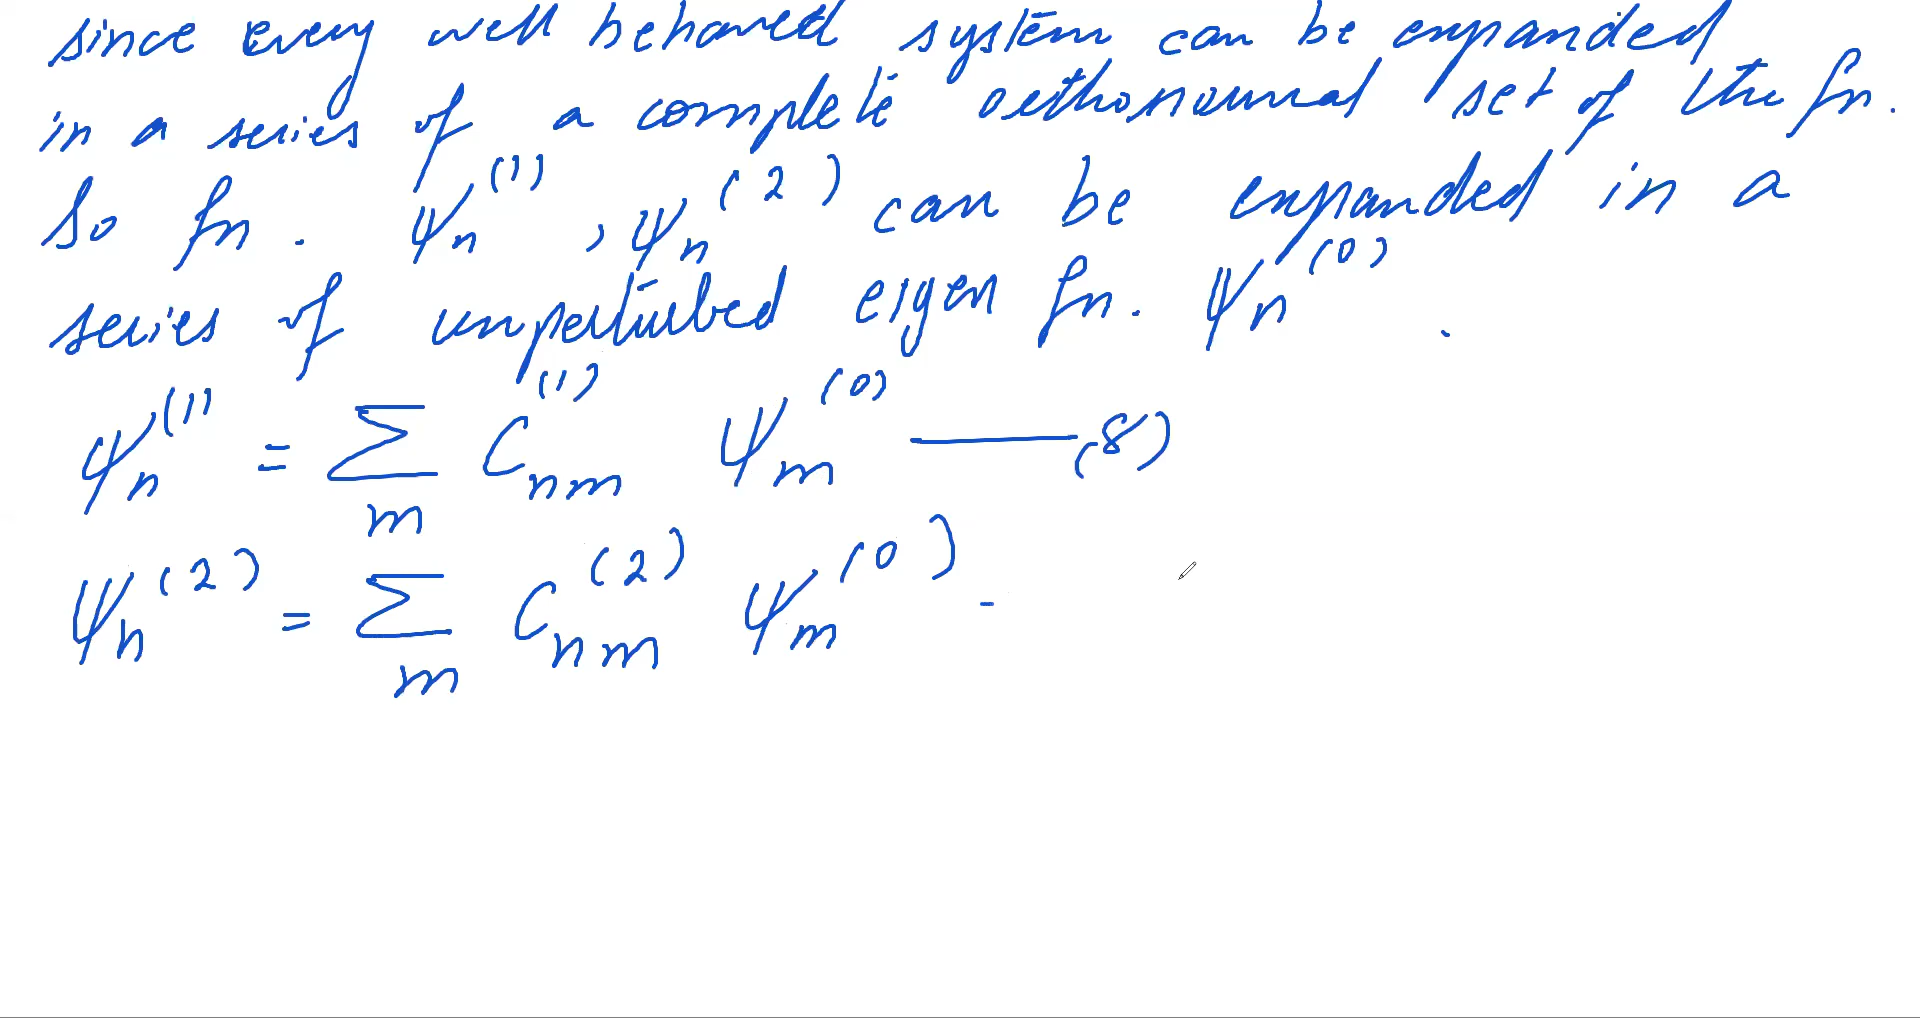 since every well behaved system can be expanded
in a series of a complete orthonormal set of the fn.
So fn. ψₙ⁽¹⁾, ψₙ⁽²⁾ can be expanded in a
series of unperturbed eigen fn. ψₙ⁽⁰⁾.
ψₙ⁽¹⁾ = Σₘ Cₙₘ⁽¹⁾ ψₘ⁽⁰⁾ —— (8)
ψₙ⁽²⁾ = Σₘ Cₙₘ⁽²⁾ ψₘ⁽⁰⁾ -